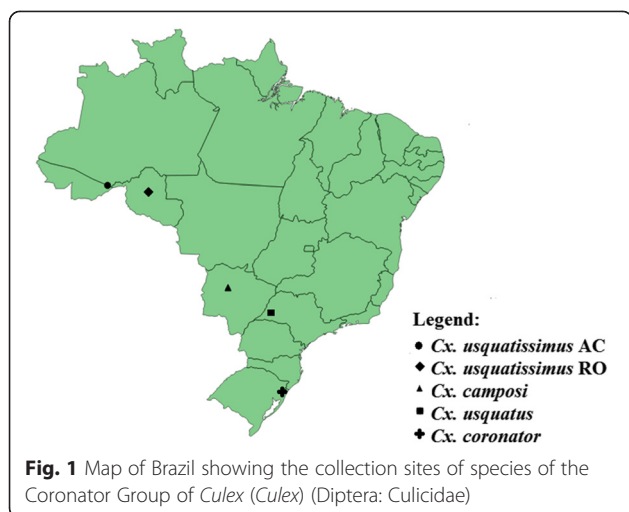 Legend:
Cx. usquatissimus AC
Cx. usquatissimus RO
Cx. camposi
Cx. usquatus
Cx. coronator
Fig. 1 Map of Brazil showing the collection sites of species of the
Coronator Group of Culex (Culex) (Diptera: Culicidae)